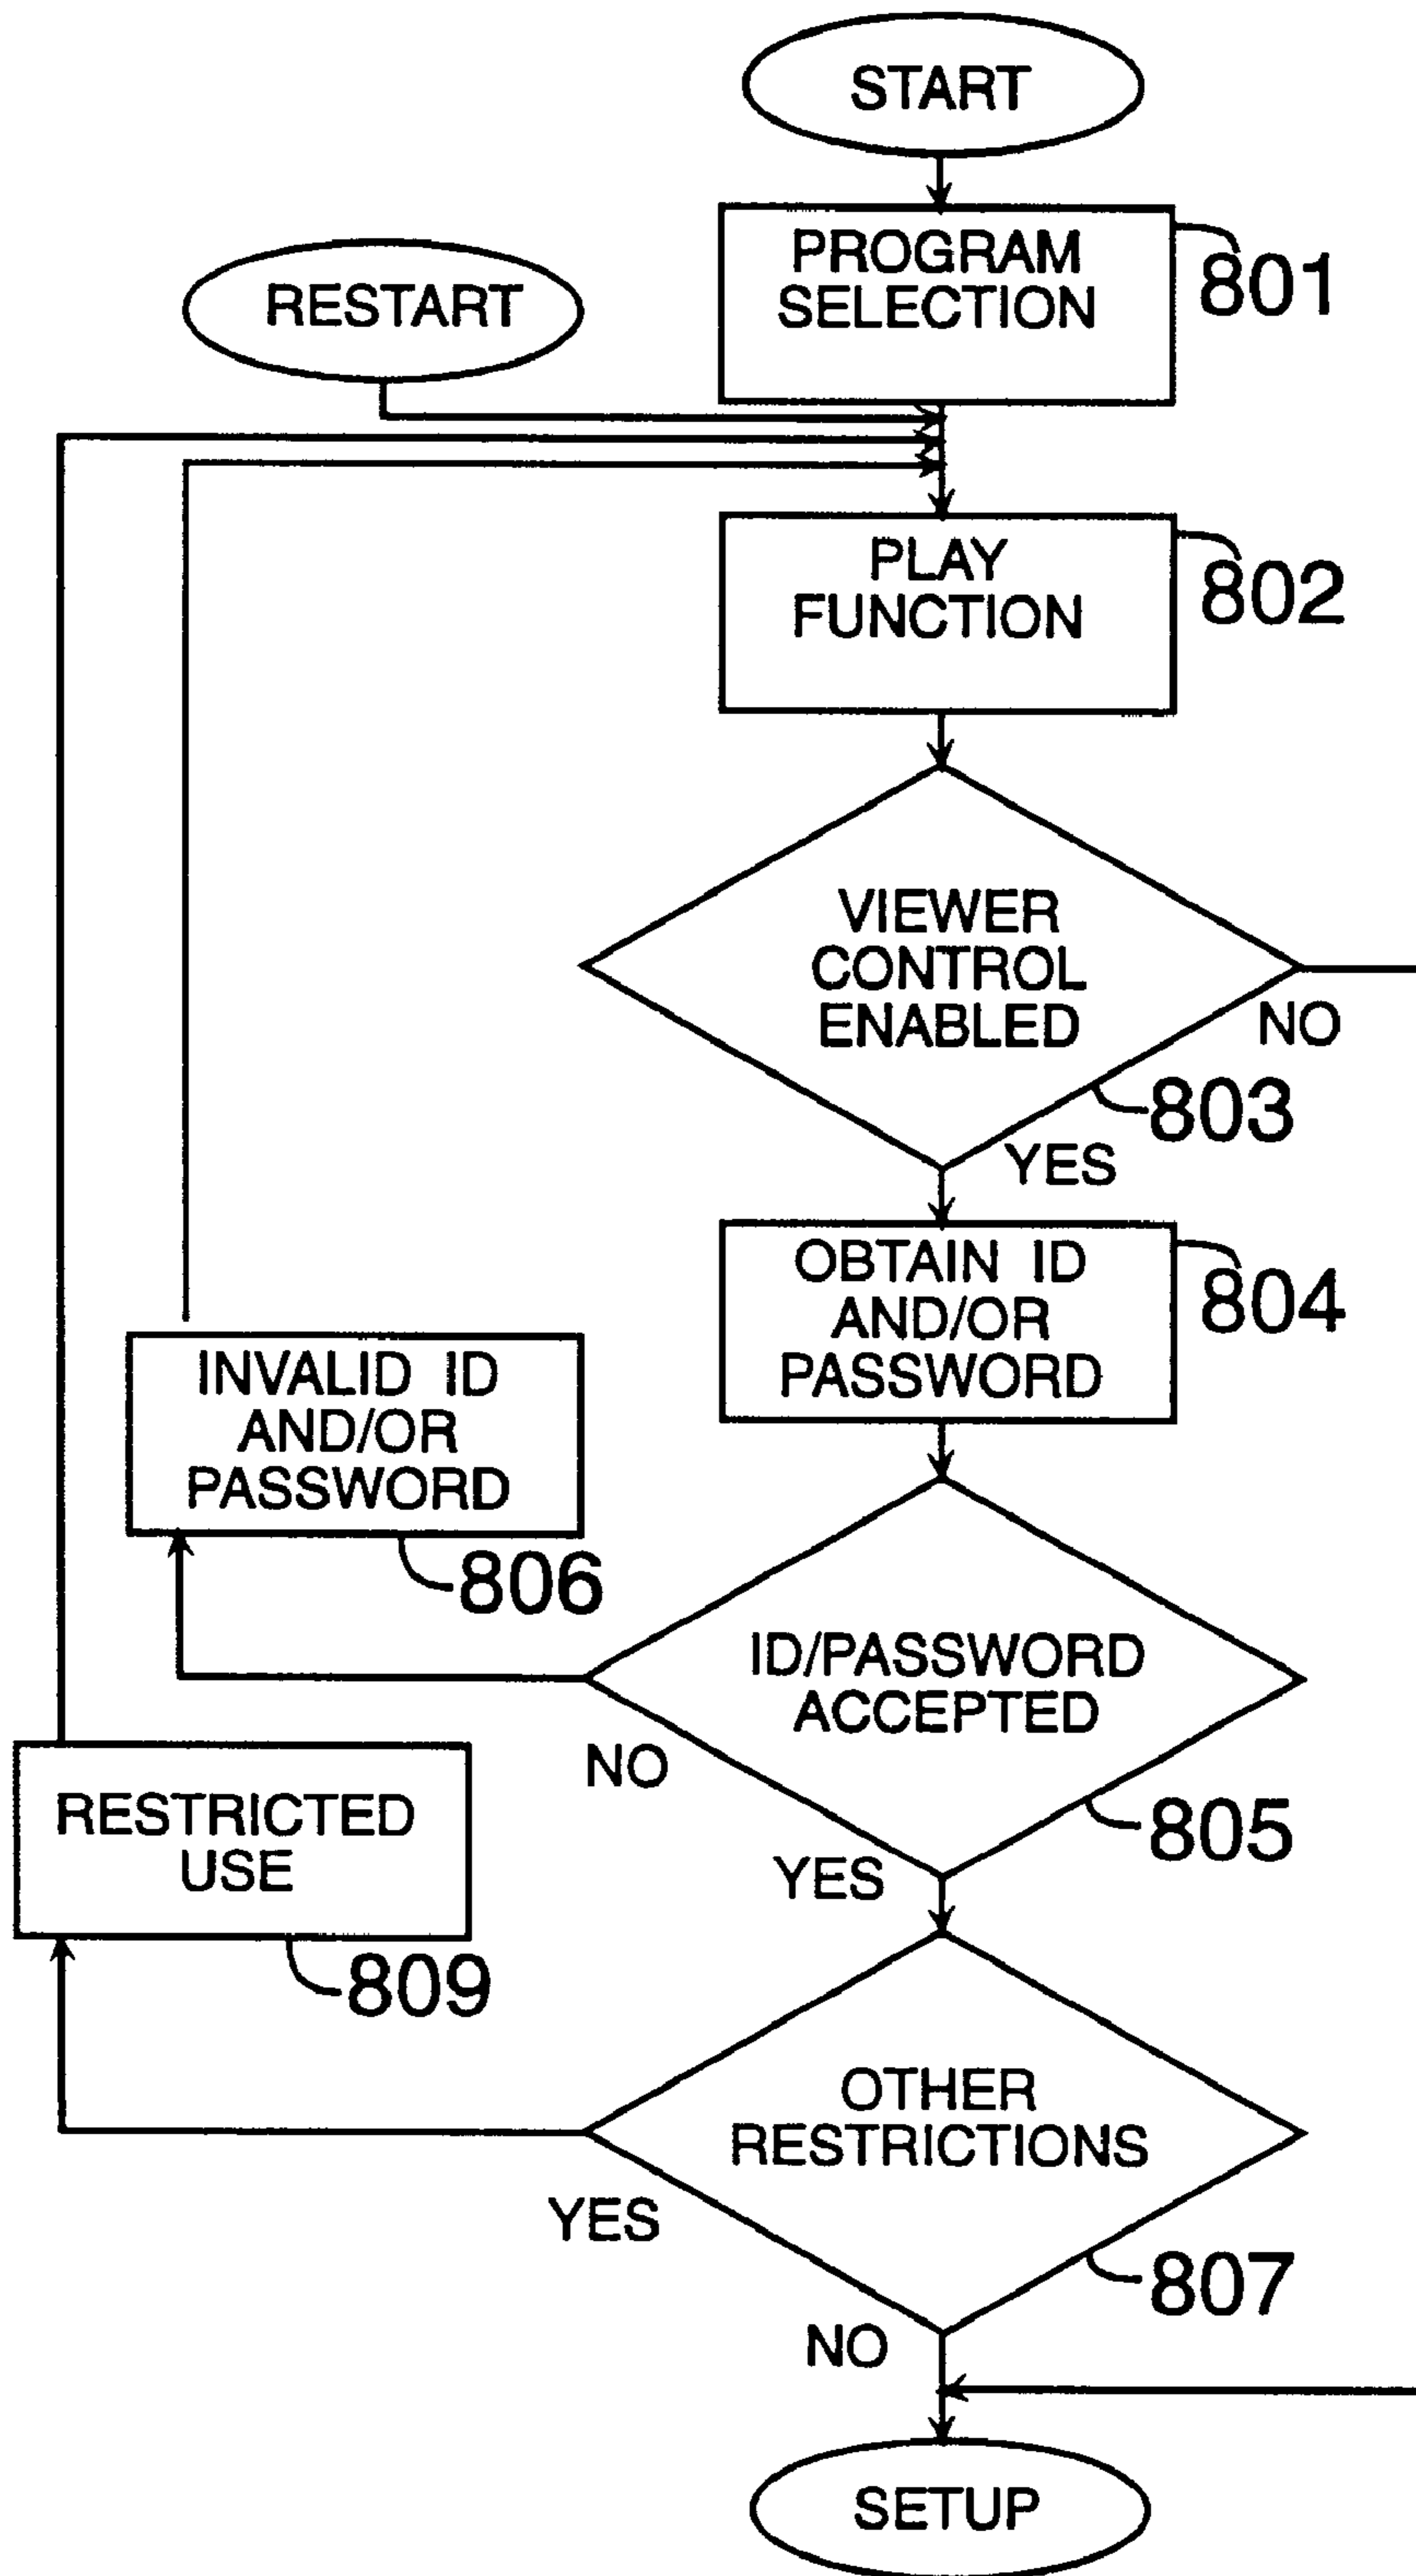 START
PROGRAM
SELECTION
801
RESTART
PLAY
FUNCTION
802
VIEWER
CONTROL
ENABLED
NO
803
YES
OBTAIN ID
AND/OR
PASSWORD
804
INVALID ID
AND/OR
PASSWORD
806
ID/PASSWORD
ACCEPTED
NO
805
YES
RESTRICTED
USE
809
OTHER
RESTRICTIONS
YES
807
NO
SETUP